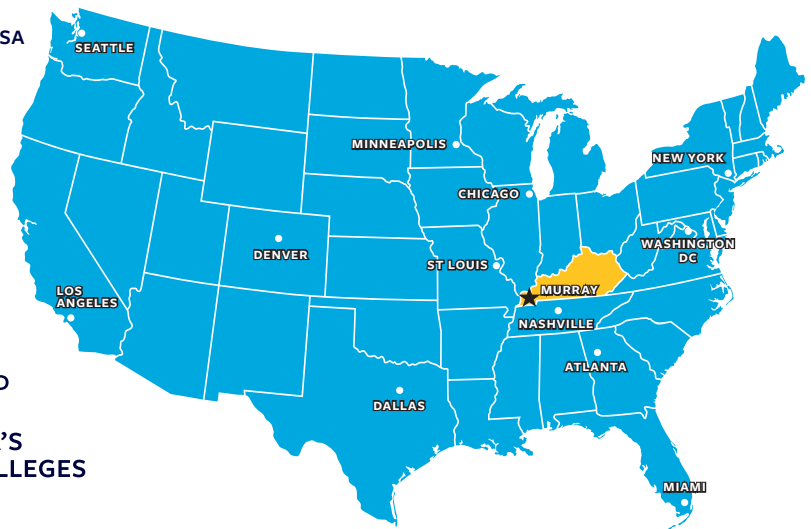 SA
SEATTLE
MINNEAPOLIS
NEW YORK
CHICAGO
WASHINGTON
DC
DENVER
ST LOUIS
LOS
ANGELES
MURRAY
NASHVILLE
ATLANTA
D
DALLAS
'S
LLEGES
MIAMI